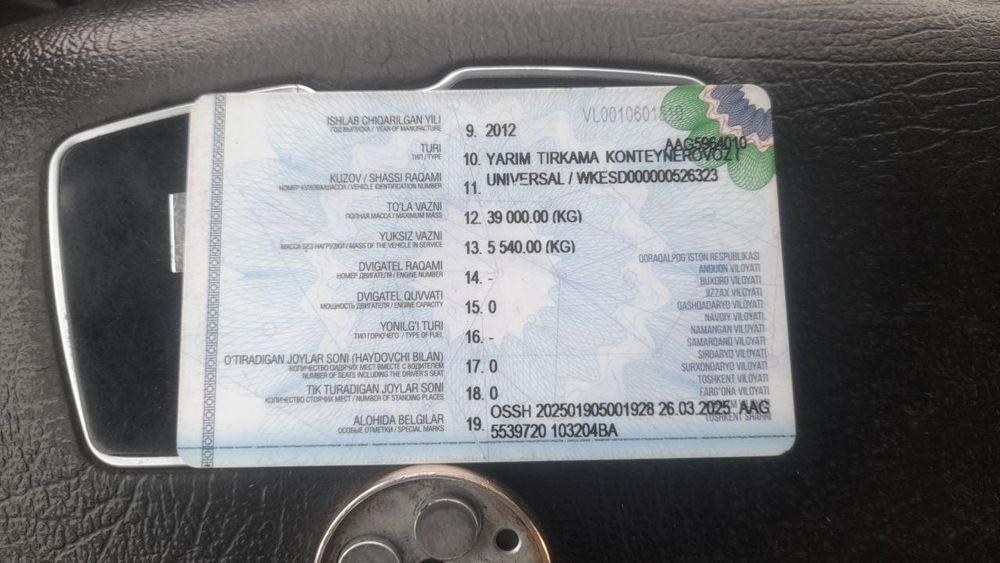 VL0010601
AAG5964010
ISHLAB CHIQARILGAN YILI
ГОД ВЫПУСКА / YEAR OF MANUFACTURE
9. 2012
TURI
ТИП / TYPE
10. YARIM TIRKAMA KONTEYNEROVOZ /
UNIVERSAL / WKESD000000526323
KUZOV / SHASSI RAQAMI
НОМЕР КУЗОВА/ШАССИ / VEHICLE IDENTIFICATION NUMBER
11.
TO'LA VAZNI
ПОЛНАЯ МАССА / MAXIMUM MASS
12. 39 000.00 (KG)
YUKSIZ VAZNI
МАССА БЕЗ НАГРУЗКИ / MASS OF THE VEHICLE IN SERVICE
13. 5 540.00 (KG)
DVIGATEL RAQAMI
НОМЕР ДВИГАТЕЛЯ / ENGINE NUMBER
14. -
DVIGATEL QUVVATI
МОЩНОСТЬ ДВИГАТЕЛЯ / ENGINE CAPACITY
15. 0
YONILG'I TURI
ТИП ГОРЮЧЕГО / TYPE OF FUEL
16. -
O'TIRADIGAN JOYLAR SONI (HAYDOVCHI BILAN)
КОЛИЧЕСТВО СИДЯЧИХ МЕСТ ВМЕСТЕ С ВОДИТЕЛЕМ
NUMBER OF SEATS INCLUDING THE DRIVER'S SEAT
17. 0
TIK TURADIGAN JOYLAR SONI
КОЛИЧЕСТВО СТОЯЧИХ МЕСТ / NUMBER OF STANDING PLACES
18. 0
ALOHIDA BELGILAR
ОСОБЫЕ ОТМЕТКИ / SPECIAL MARKS
19. OSSH 202501905001928 26.03.2025 AAG
5539720 103204BA
QORAQALPOG'ISTON RESPUBLIKASI
ANDIJON VILOYATI
BUXORO VILOYATI
JIZZAX VILOYATI
QASHQADARYO VILOYATI
NAVOIY VILOYATI
NAMANGAN VILOYATI
SAMARQAND VILOYATI
SIRDARYO VILOYATI
SURXONDARYO VILOYATI
TOSHKENT VILOYATI
FARG'ONA VILOYATI
VILOYATI
TOSHKENT SHAHRI